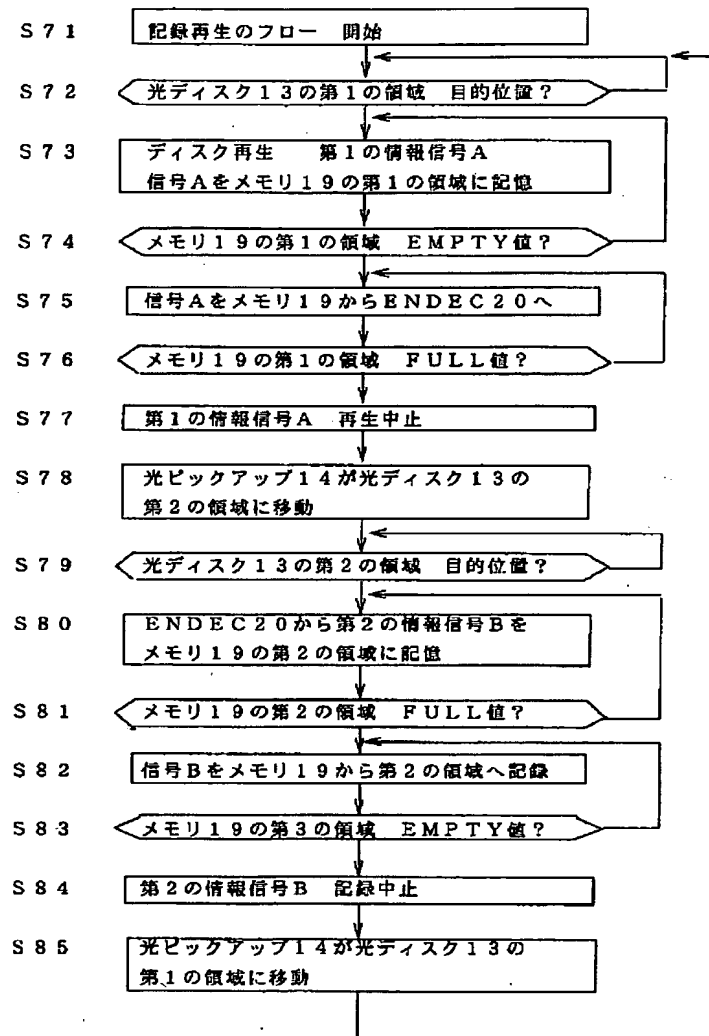 S71 記録再生のフロー 開始
S72 光ディスク13の第1の領域 目的位置?
S73 ディスク再生 第1の情報信号A
信号Aをメモリ19の第1の領域に記憶
S74 メモリ19の第1の領域 EMPTY値?
S75 信号Aをメモリ19からENDEC20へ
S76 メモリ19の第1の領域 FULL値?
S77 第1の情報信号A 再生中止
S78 光ピックアップ14が光ディスク13の
第2の領域に移動
S79 光ディスク13の第2の領域 目的位置?
S80 ENDEC20から第2の情報信号Bを
メモリ19の第2の領域に記憶
S81 メモリ19の第2の領域 FULL値?
S82 信号Bをメモリ19から第2の領域へ記録
S83 メモリ19の第3の領域 EMPTY値?
S84 第2の情報信号B 記録中止
S85 光ピックアップ14が光ディスク13の
第1の領域に移動